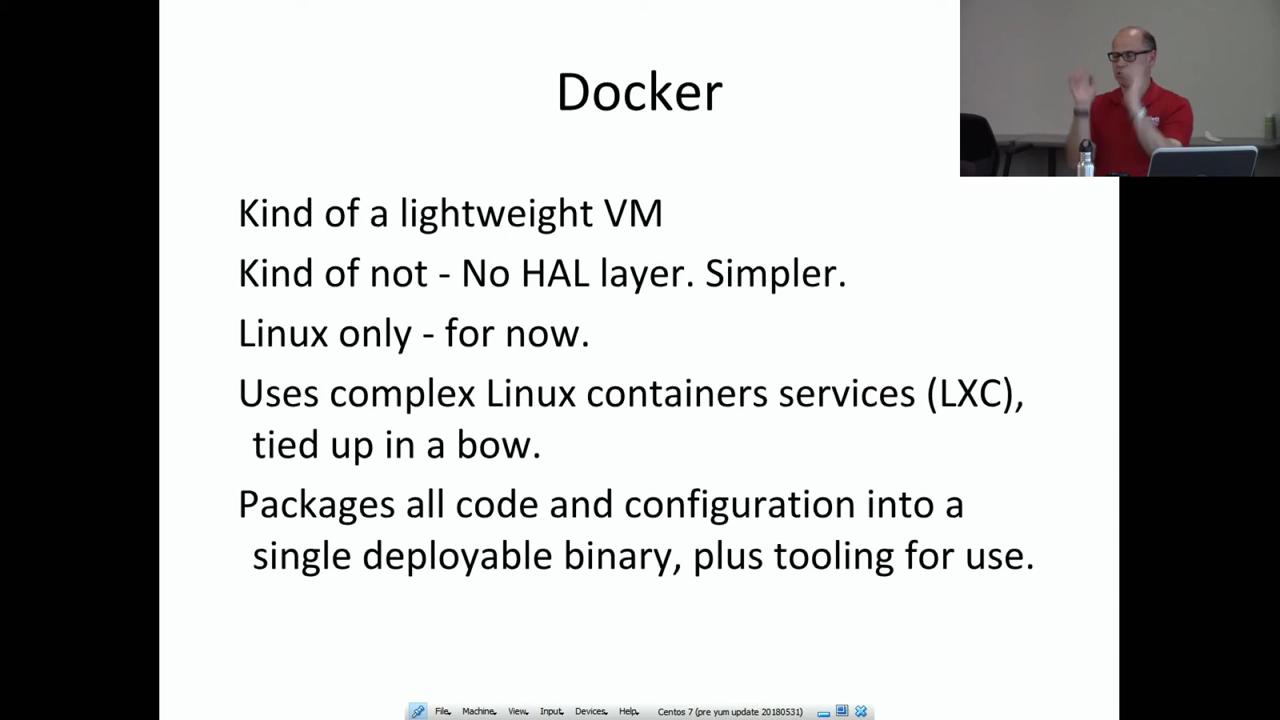 Docker
Kind of a lightweight VM
Kind of not - No HAL layer. Simpler.
Linux only - for now.
Uses complex Linux containers services (LXC),
tied up in a bow.
Packages all code and configuration into a
single deployable binary, plus tooling for use.
File Machine View Input Devices Help Centos 7 (pre yum update 20180531)